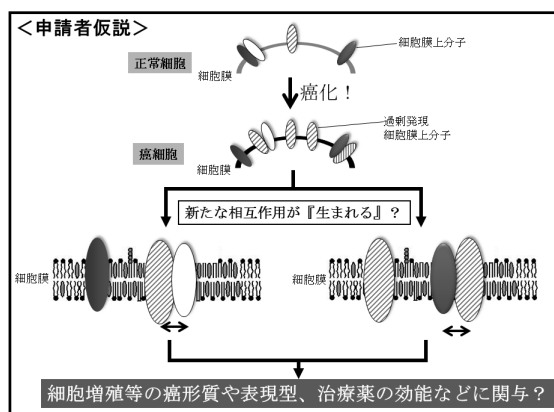 ＜申請者仮説＞
細胞膜上分子
正常細胞
細胞膜
癌化！
過剰発現
細胞膜上分子
癌細胞
細胞膜
新たな相互作用が『生まれる』？
細胞膜
細胞膜
細胞増殖等の癌形質や表現型、治療薬の効能などに関与？